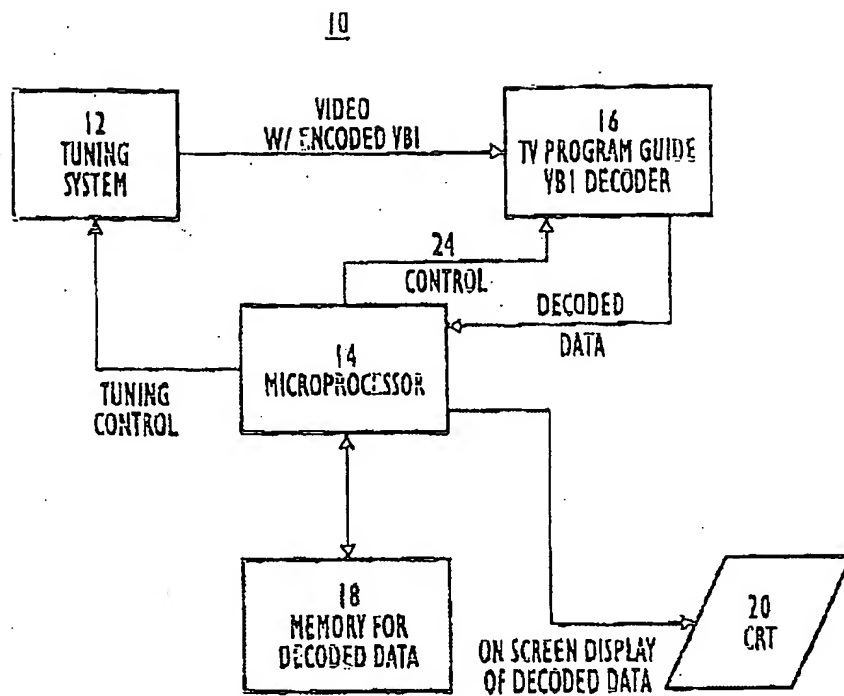 10
12
TUNING
SYSTEM
VIDEO
W/ ENCODED VBI
16
TV PROGRAM GUIDE
VBI DECODER
24
CONTROL
DECODED
DATA
14
MICROPROCESSOR
TUNING
CONTROL
18
MEMORY FOR
DECODED DATA
ON SCREEN DISPLAY
OF DECODED DATA
20
CRT